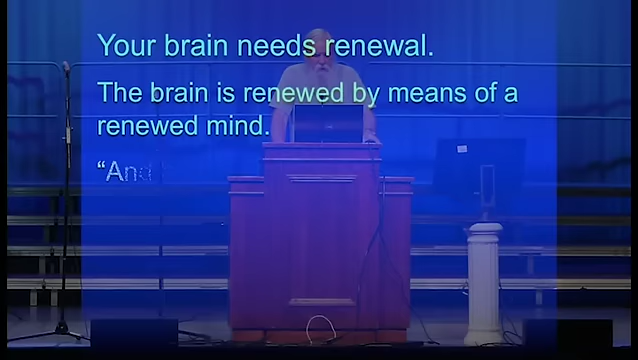 Your brain needs renewal.
The brain is renewed by means of a
renewed mind.
“And